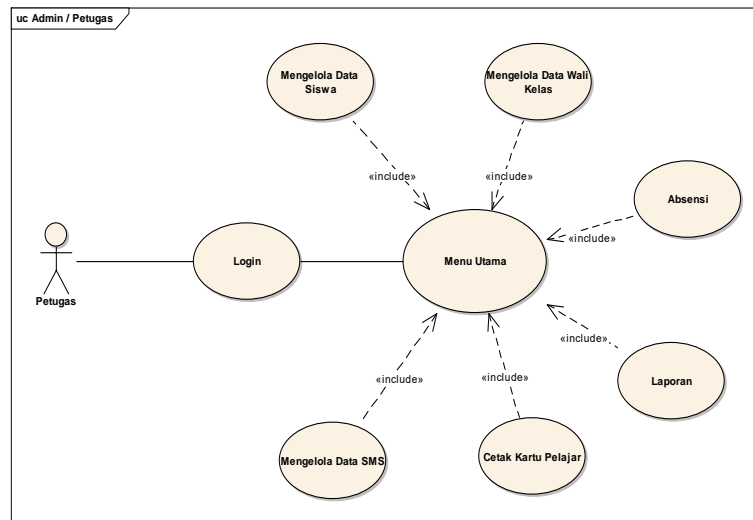 uc Admin / Petugas
Mengelola Data
Siswa
Mengelola Data Wali
Kelas
«include»
«include»
Absensi
«include»
Petugas
Login
Menu Utama
«include»
Laporan
«include»
«include»
Mengelola Data SMS
Cetak Kartu Pelajar